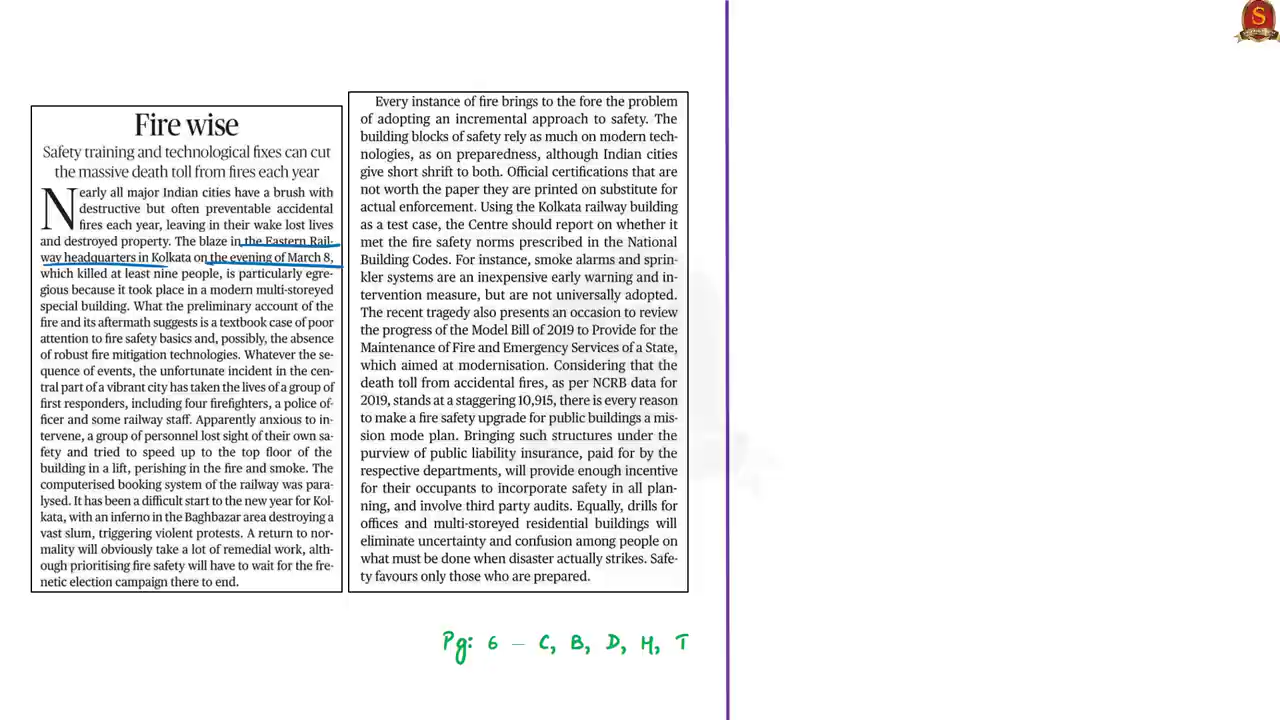 Fire wise
Safety training and technological fixes can cut
the massive death toll from fires each year
Nearly all major Indian cities have a brush with
destructive but often preventable accidental
fires each year, leaving in their wake lost lives
and destroyed property. The blaze in the Eastern Rail-
way headquarters in Kolkata on the evening of March 8,
which killed at least nine people, is particularly egre-
gious because it took place in a modern multi-storeyed
special building. What the preliminary account of the
fire and its aftermath suggests is a textbook case of poor
attention to fire safety basics and, possibly, the absence
of robust fire mitigation technologies. Whatever the se-
quence of events, the unfortunate incident in the cen-
tral part of a vibrant city has taken the lives of a group of
first responders, including four firefighters, a police of-
ficer and some railway staff. Apparently anxious to in-
tervene, a group of personnel lost sight of their own sa-
fety and tried to speed up to the top floor of the
building in a lift, perishing in the fire and smoke. The
computerised booking system of the railway was para-
lysed. It has been a difficult start to the new year for Kol-
kata, with an inferno in the Baghbazar area destroying a
vast slum, triggering violent protests. A return to nor-
mality will obviously take a lot of remedial work, alth-
ough prioritising fire safety will have to wait for the fre-
netic election campaign there to end.
Every instance of fire brings to the fore the problem
of adopting an incremental approach to safety. The
building blocks of safety rely as much on modern tech-
nologies, as on preparedness, although Indian cities
give short shrift to both. Official certifications that are
not worth the paper they are printed on substitute for
actual enforcement. Using the Kolkata railway building
as a test case, the Centre should report on whether it
met the fire safety norms prescribed in the National
Building Codes. For instance, smoke alarms and sprin-
kler systems are an inexpensive early warning and in-
tervention measure, but are not universally adopted.
The recent tragedy also presents an occasion to review
the progress of the Model Bill of 2019 to Provide for the
Maintenance of Fire and Emergency Services of a State,
which aimed at modernisation. Considering that the
death toll from accidental fires, as per NCRB data for
2019, stands at a staggering 10,915, there is every reason
to make a fire safety upgrade for public buildings a mis-
sion mode plan. Bringing such structures under the
purview of public liability insurance, paid for by the
respective departments, will provide enough incentive
for their occupants to incorporate safety in all plan-
ning, and involve third party audits. Equally, drills for
offices and multi-storeyed residential buildings will
eliminate uncertainty and confusion among people on
what must be done when disaster actually strikes. Safe-
ty favours only those who are prepared.
Pg: 6 – C, B, D, H, T
S